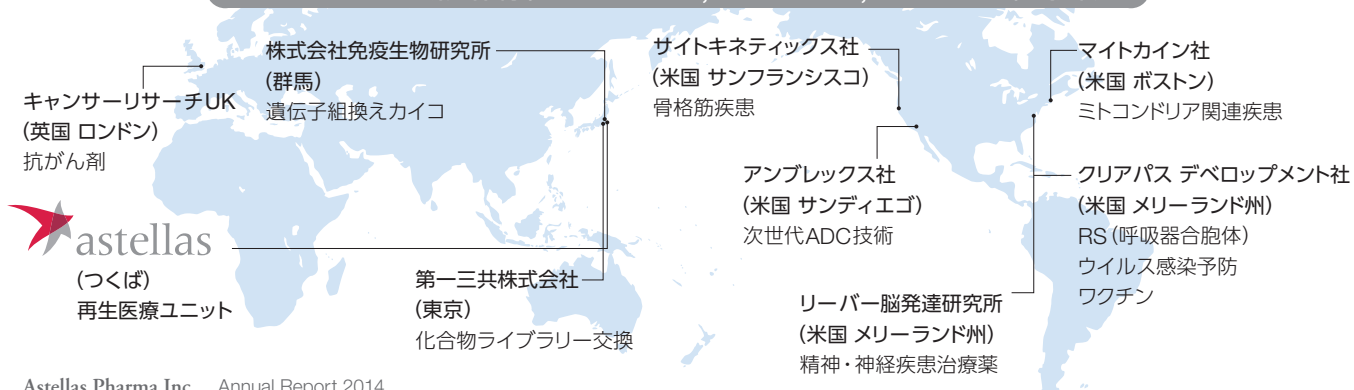 キャンサーリサーチUK
(英国 ロンドン)
抗がん剤
株式会社免疫生物研究所
(群馬)
遺伝子組換えカイコ
サイトキネティックス社
(米国 サンフランシスコ)
骨格筋疾患
マイトカイン社
(米国 ボストン)
ミトコンドリア関連疾患
アンブレックス社
(米国 サンディエゴ)
次世代ADC技術
クリアパス デベロップメント社
(米国 メリーランド州)
RS(呼吸器合胞体)
ウイルス感染予防
ワクチン
astellas
(つくば)
再生医療ユニット
第一三共株式会社
(東京)
化合物ライブラリー交換
リーバー脳発達研究所
(米国 メリーランド州)
精神・神経疾患治療薬
Astellas Pharma Inc. Annual Report 2014